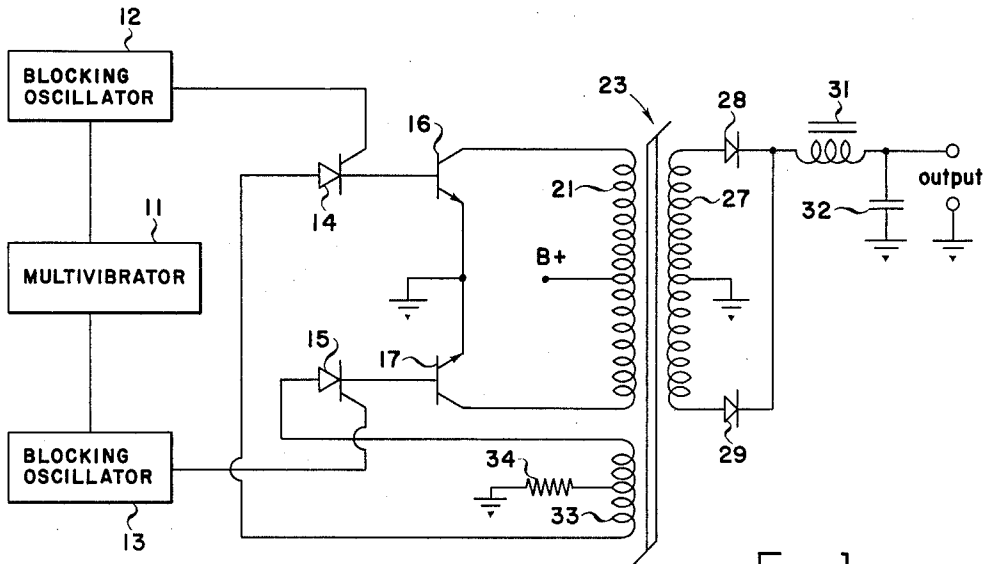 12
BLOCKING
OSCILLATOR
11
MULTIVIBRATOR
BLOCKING
OSCILLATOR
13
14
15
16
17
B+
21
23
27
28
29
31
32
output
34
33